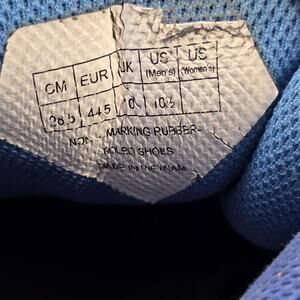 CM EUR UK US (Men's) US (Women's)
28.5 44.5 10 10½
NON - MARKING RUBBER-
SOLED SHOES
MADE IN VIETNAM